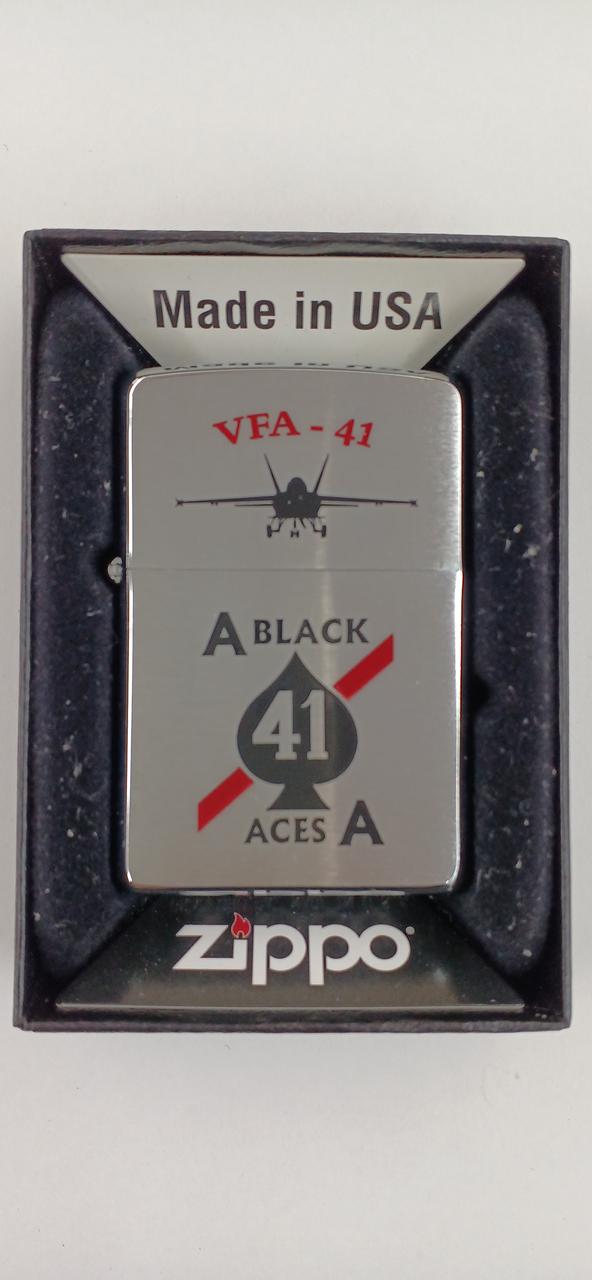 Made in USA
VFA - 41
A BLACK
41
ACES A
zippo